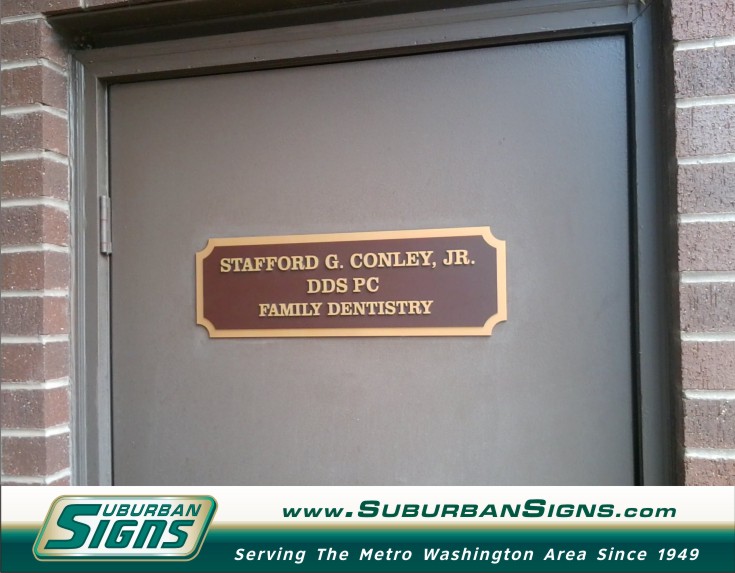 STAFFORD G. CONLEY, JR.
DDS PC
FAMILY DENTISTRY
SUBURBAN
SIGNS
www.SUBURBANSIGNS.com
Serving The Metro Washington Area Since 1949